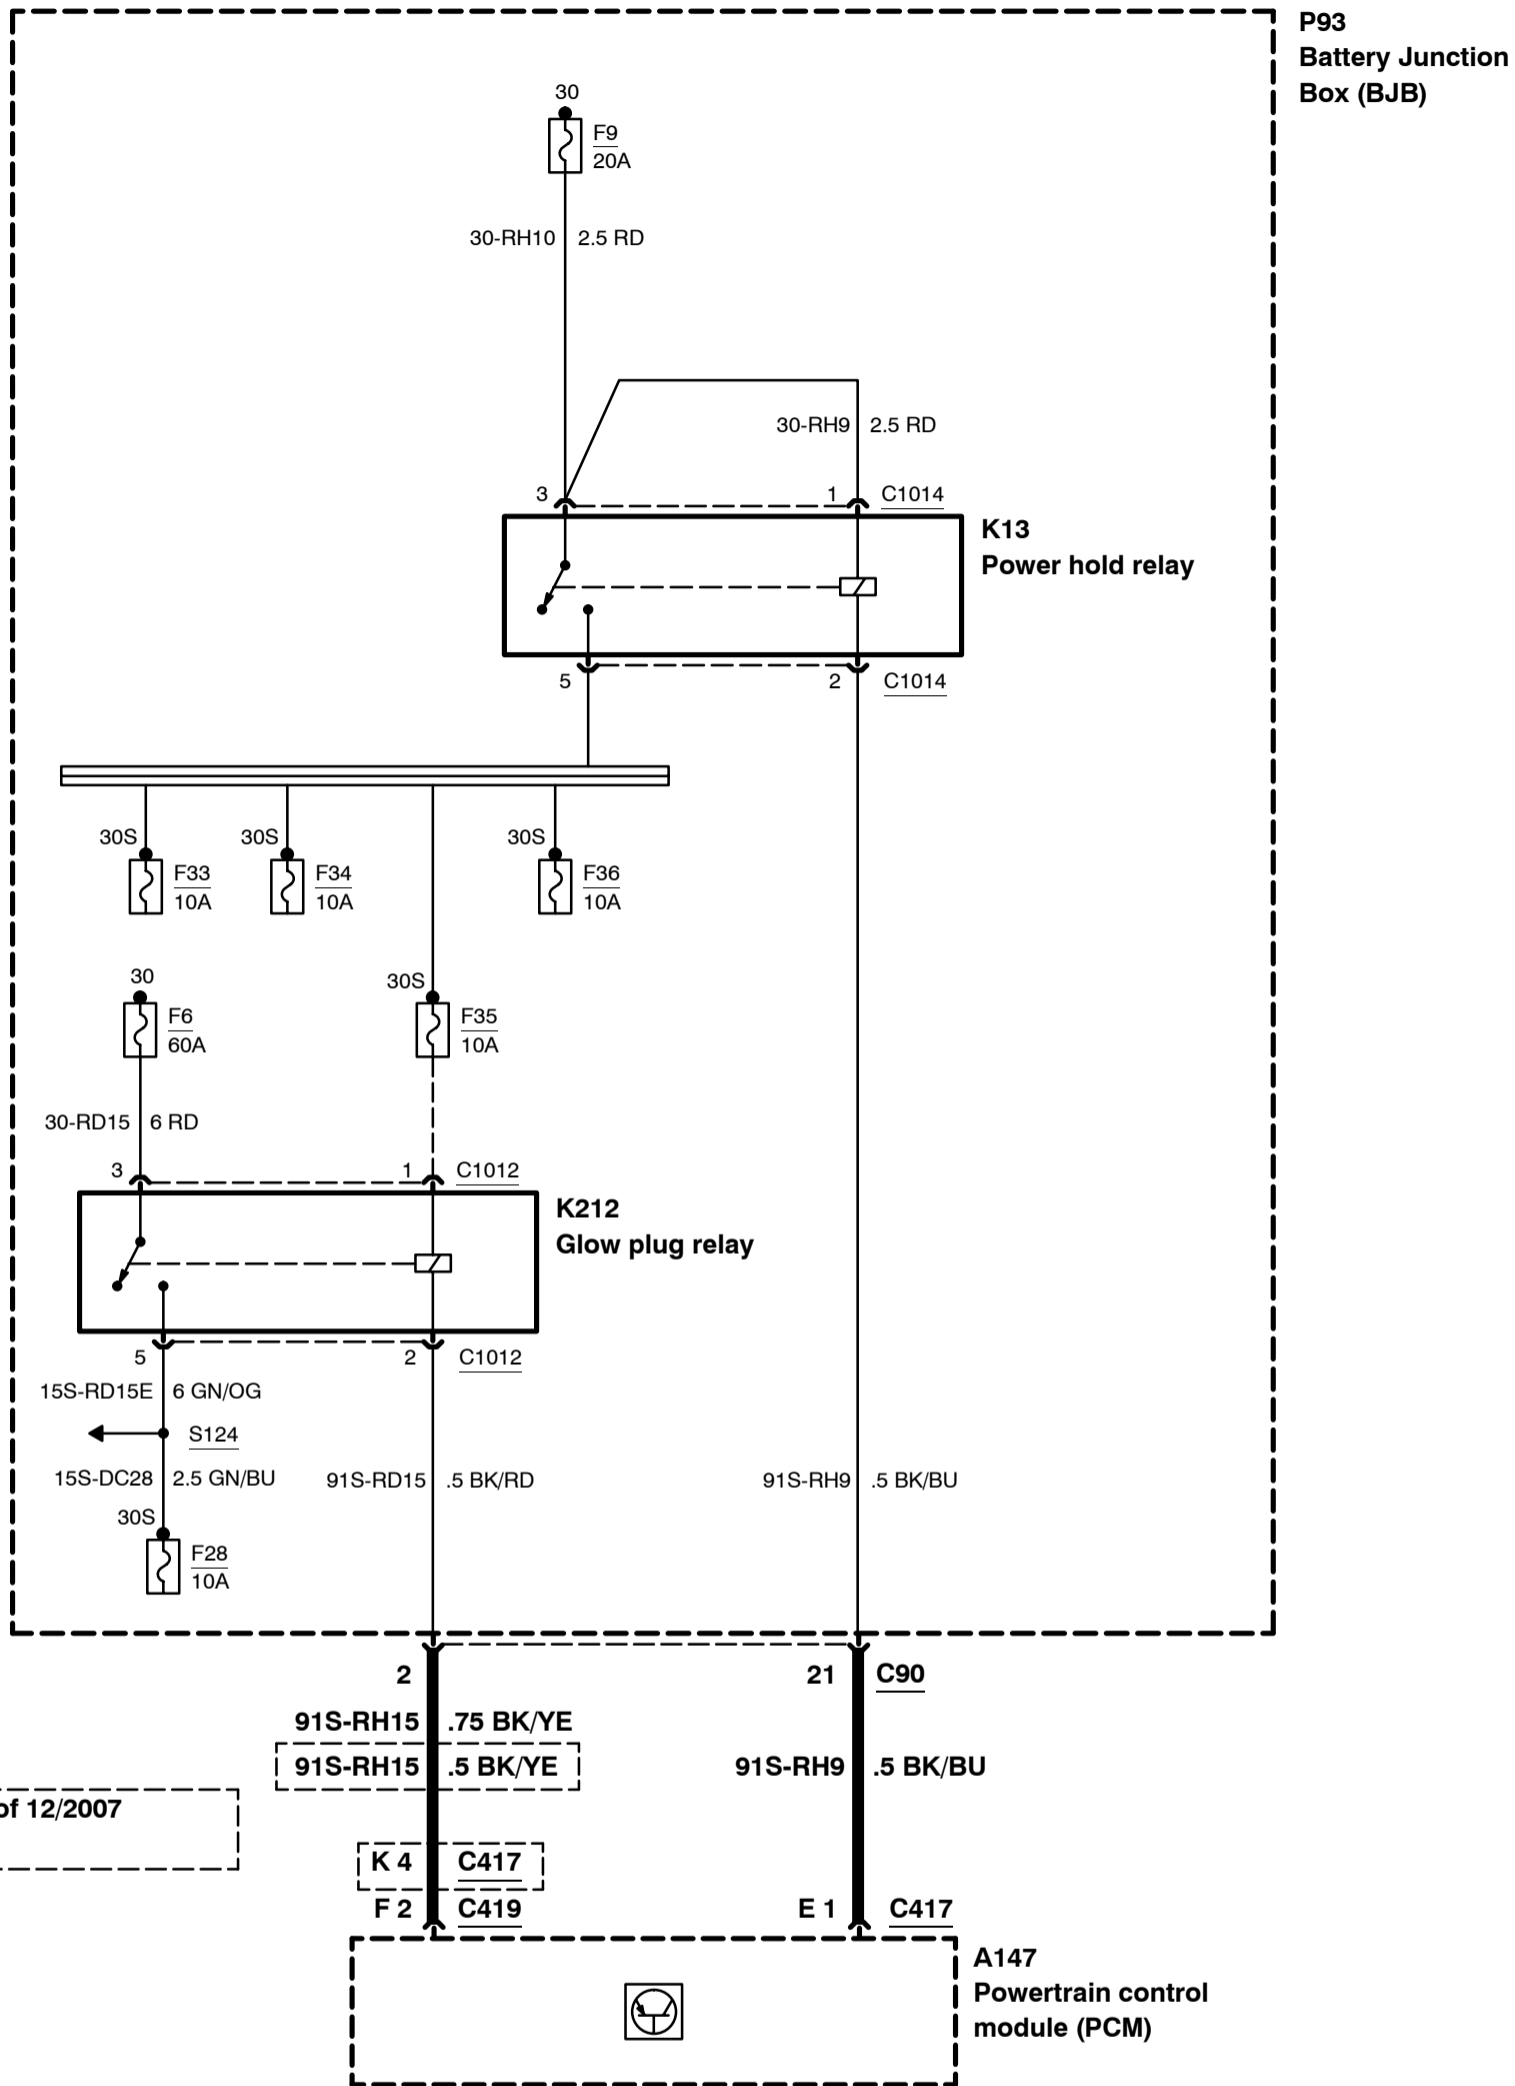 P93
Battery Junction
Box (BJB)
30
F9
20A
30-RH10 2.5 RD
30-RH9 2.5 RD
3 1 C1014
K13
Power hold relay
5 2 C1014
30S 30S 30S
F33 F34 F36
10A 10A 10A
30 30S
F6 F35
60A 10A
30-RD15 6 RD
3 1 C1012
K212
Glow plug relay
5 2 C1012
15S-RD15E 6 GN/OG
S124
15S-DC28 2.5 GN/BU 91S-RD15 .5 BK/RD 91S-RH9 .5 BK/BU
30S
F28
10A
2 21 C90
91S-RH15 .75 BK/YE
91S-RH15 .5 BK/YE 91S-RH9 .5 BK/BU
of 12/2007
K 4 C417
F 2 C419 E 1 C417
A147
Powertrain control
module (PCM)